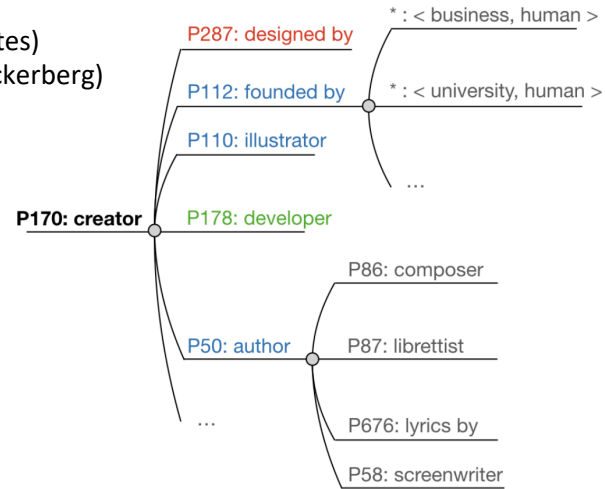 tes)
ckerberg)
P170: creator
P287: designed by
P112: founded by
* : < business, human >
* : < university, human >
...
P110: illustrator
P178: developer
P50: author
P86: composer
P87: librettist
P676: lyrics by
P58: screenwriter
...